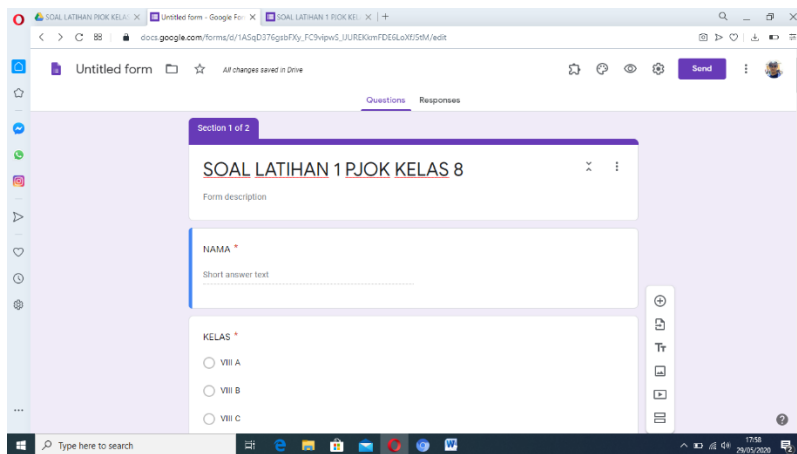 SOAL LATIHAN PJOK KELAS
Untitled form - Google For
SOAL LATIHAN 1 PJOK KEL
docs.google.com/forms/d/
/edit
Untitled form
All changes saved in Drive
Send
Questions Responses
Section 1 of 2
SOAL LATIHAN 1 PJOK KELAS 8
Form description
NAMA *
Short answer text
KELAS *
VIII A
VIII B
VIII C
Tт
Type here to search
17:58
29/05/2020